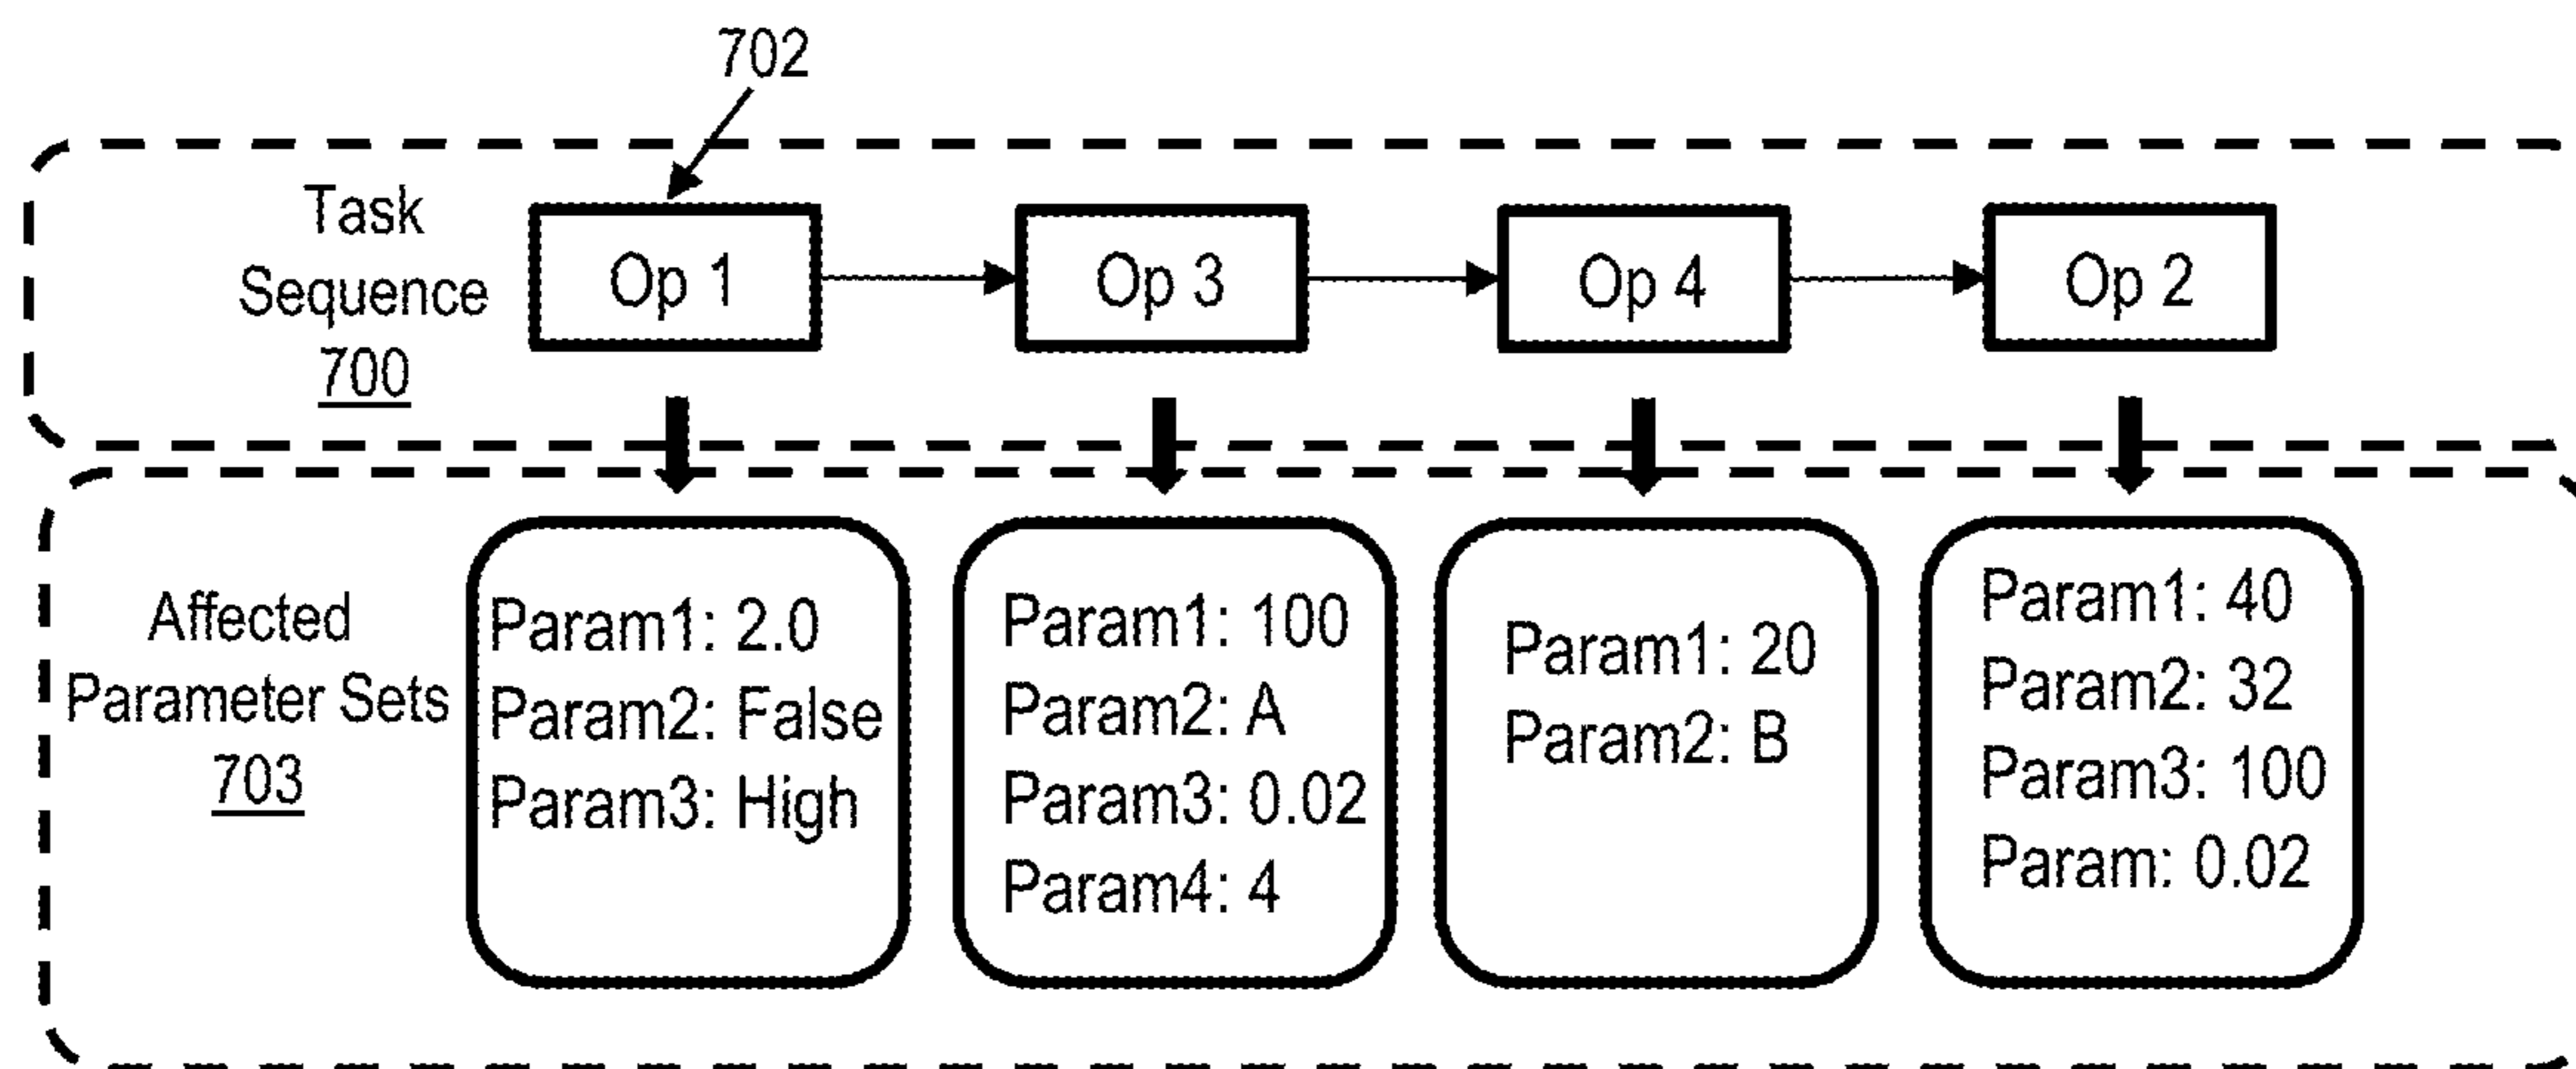 702
Task
Sequence
700
Op 1
Op 3
Op 4
Op 2
Affected
Parameter Sets
703
Param1: 2.0
Param2: False
Param3: High
Param1: 100
Param2: A
Param3: 0.02
Param4: 4
Param1: 20
Param2: B
Param1: 40
Param2: 32
Param3: 100
Param: 0.02